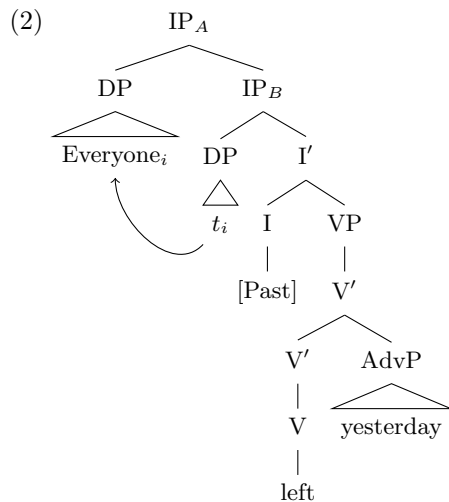 (2) IP_A
DP IP_B
Everyone_i DP I′
t_i I VP
[Past] V′
V′ AdvP
V yesterday
left